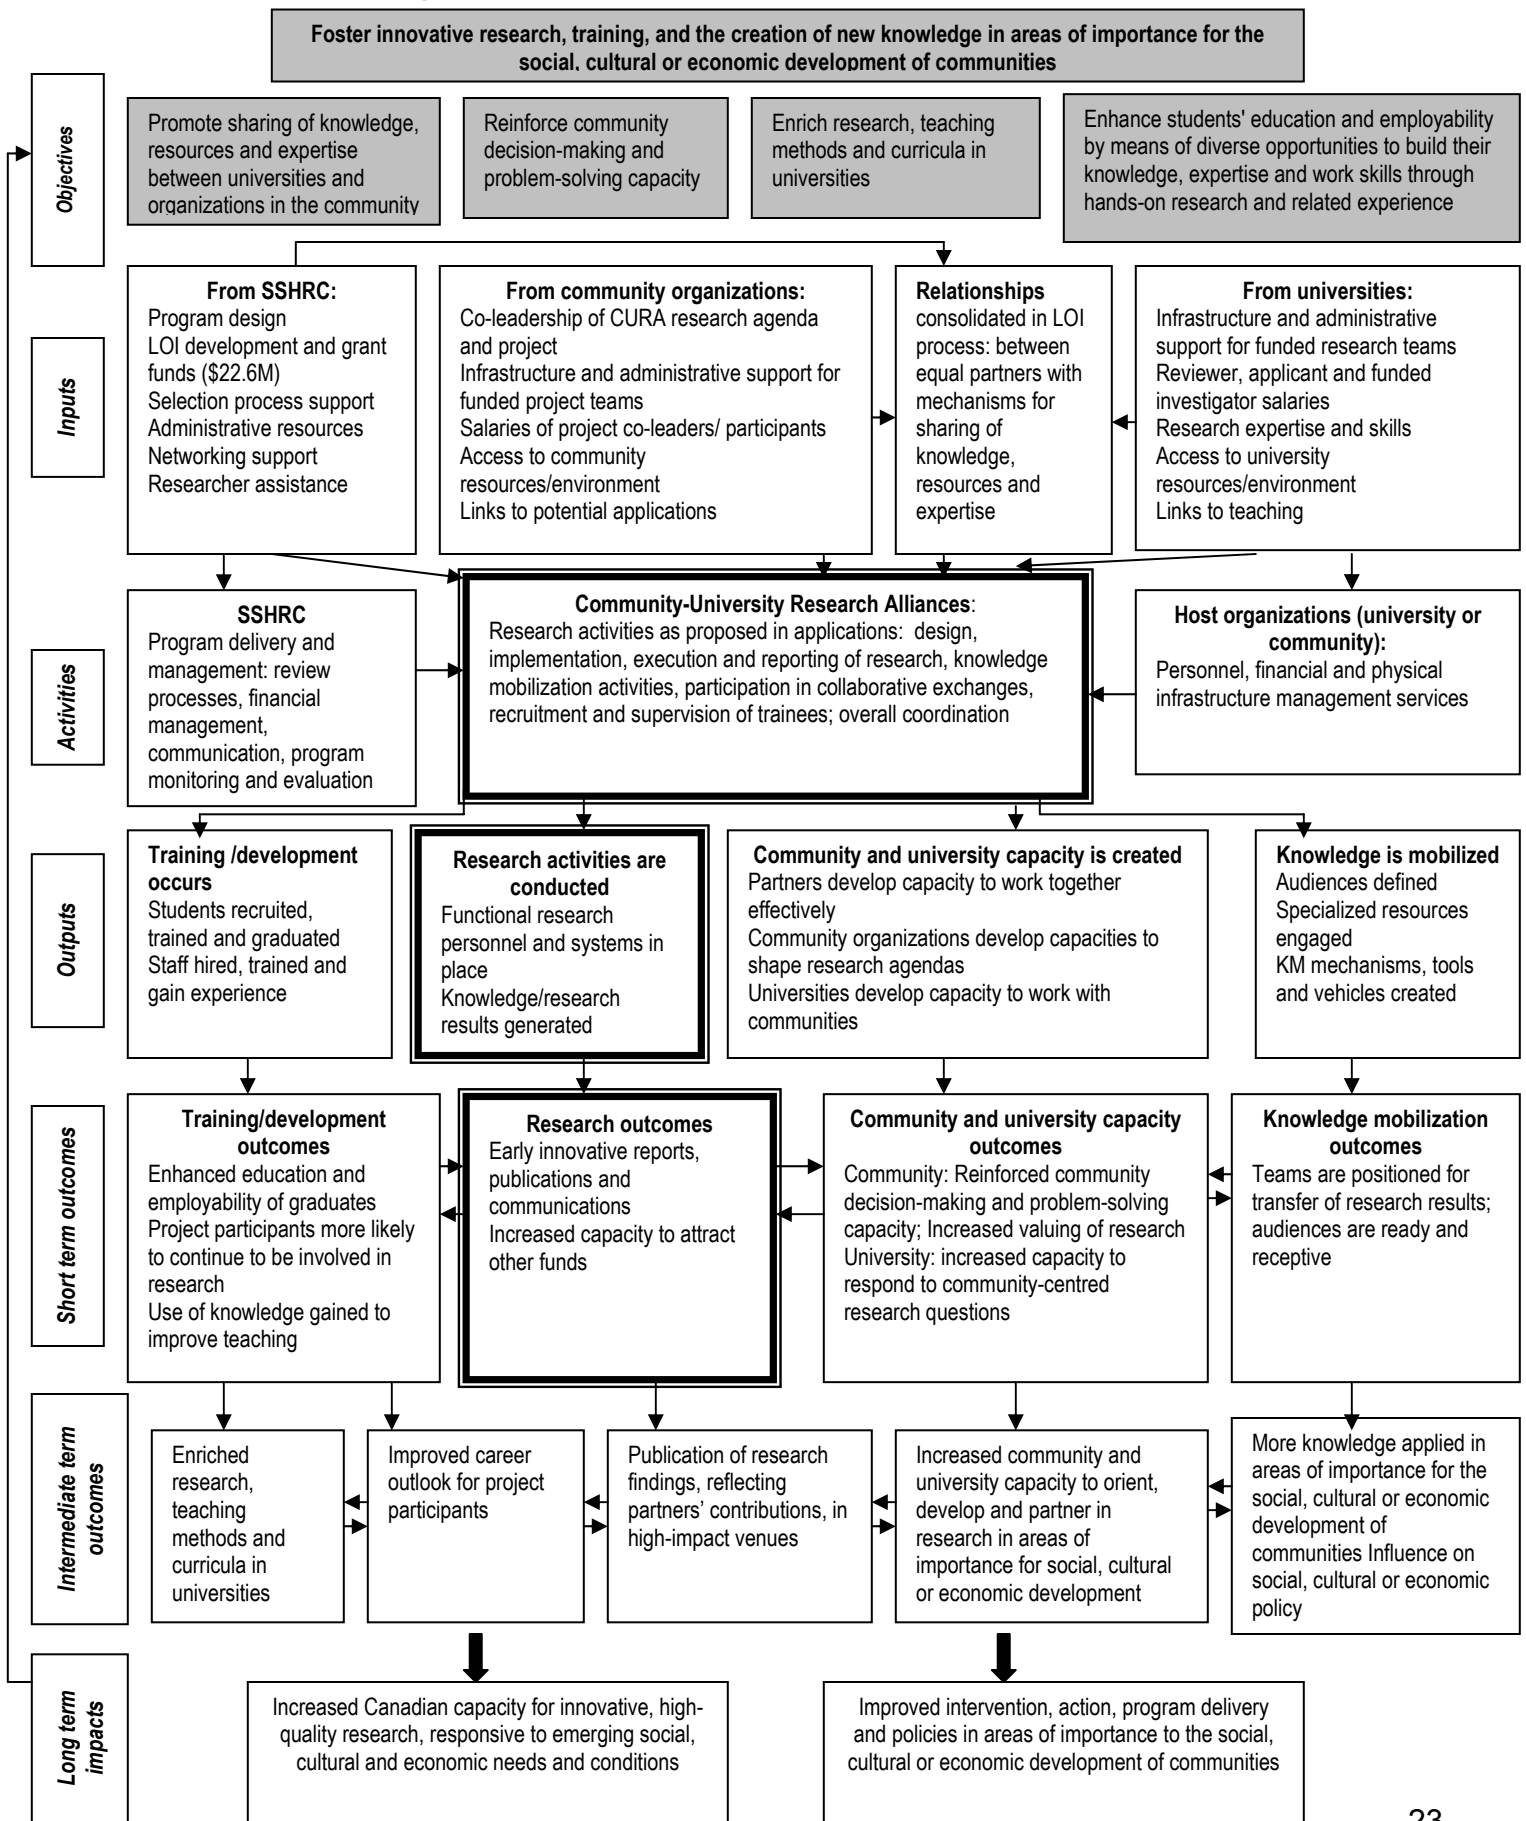 Foster innovative research, training, and the creation of new knowledge in areas of importance for the
social, cultural or economic development of communities
Objectives
Promote sharing of knowledge,
resources and expertise
between universities and
organizations in the community
Reinforce community
decision-making and
problem-solving capacity
Enrich research, teaching
methods and curricula in
universities
Enhance students' education and employability
by means of diverse opportunities to build their
knowledge, expertise and work skills through
hands-on research and related experience
Inputs
From SSHRC:
Program design
LOI development and grant
funds ($22.6M)
Selection process support
Administrative resources
Networking support
Researcher assistance
From community organizations:
Co-leadership of CURA research agenda
and project
Infrastructure and administrative support for
funded project teams
Salaries of project co-leaders/ participants
Access to community
resources/environment
Links to potential applications
Relationships
consolidated in LOI
process: between
equal partners with
mechanisms for
sharing of
knowledge,
resources and
expertise
From universities:
Infrastructure and administrative
support for funded research teams
Reviewer, applicant and funded
investigator salaries
Research expertise and skills
Access to university
resources/environment
Links to teaching
Activities
SSHRC
Program delivery and
management: review
processes, financial
management,
communication, program
monitoring and evaluation
Community-University Research Alliances:
Research activities as proposed in applications: design,
implementation, execution and reporting of research, knowledge
mobilization activities, participation in collaborative exchanges,
recruitment and supervision of trainees; overall coordination
Host organizations (university or
community):
Personnel, financial and physical
infrastructure management services
Outputs
Training /development
occurs
Students recruited,
trained and graduated
Staff hired, trained and
gain experience
Research activities are
conducted
Functional research
personnel and systems in
place
Knowledge/research
results generated
Community and university capacity is created
Partners develop capacity to work together
effectively
Community organizations develop capacities to
shape research agendas
Universities develop capacity to work with
communities
Knowledge is mobilized
Audiences defined
Specialized resources
engaged
KM mechanisms, tools
and vehicles created
Short term outcomes
Training/development
outcomes
Enhanced education and
employability of graduates
Project participants more likely
to continue to be involved in
research
Use of knowledge gained to
improve teaching
Research outcomes
Early innovative reports,
publications and
communications
Increased capacity to attract
other funds
Community and university capacity
outcomes
Community: Reinforced community
decision-making and problem-solving
capacity; Increased valuing of research
University: increased capacity to
respond to community-centred
research questions
Knowledge mobilization
outcomes
Teams are positioned for
transfer of research results;
audiences are ready and
receptive
Intermediate term
outcomes
Enriched
research,
teaching
methods and
curricula in
universities
Improved career
outlook for project
participants
Publication of research
findings, reflecting
partners’ contributions, in
high-impact venues
Increased community and
university capacity to orient,
develop and partner in
research in areas of
importance for social, cultural
or economic development
More knowledge applied in
areas of importance for the
social, cultural or economic
development of
communities Influence on
social, cultural or economic
policy
Long term
impacts
Increased Canadian capacity for innovative, high-
quality research, responsive to emerging social,
cultural and economic needs and conditions
Improved intervention, action, program delivery
and policies in areas of importance to the social,
cultural or economic development of communities
23